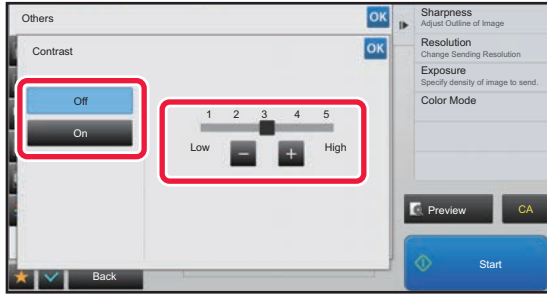 Others
OK
Contrast
OK
Off
On
1 2 3 4 5
Low
−
+
High
Back
Sharpness
Adjust Outline of Image
Resolution
Change Sending Resolution
Exposure
Specify density of image to send.
Color Mode
Preview
CA
Start